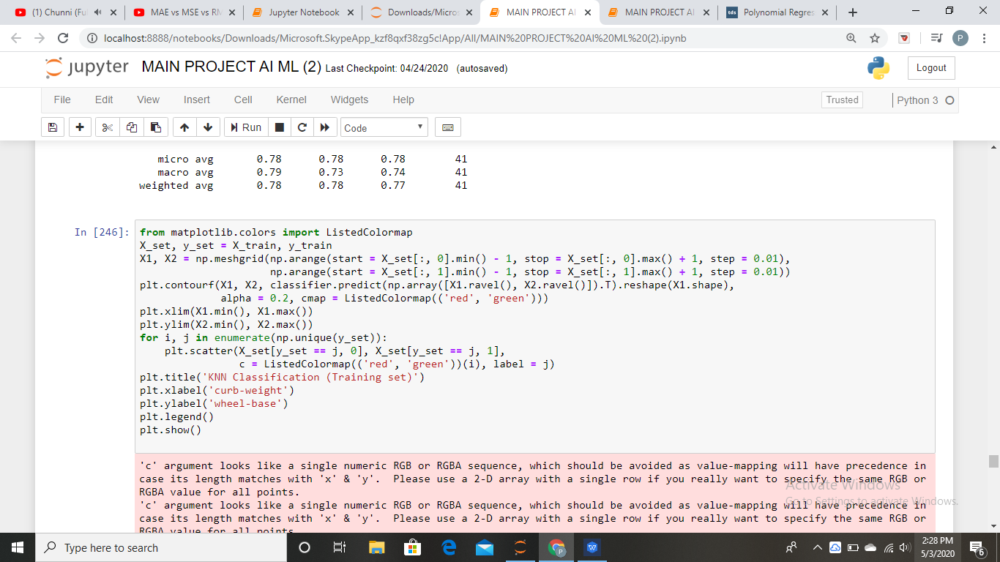 (1) Chunni (Fu
MAE vs MSE vs RM
Jupyter Notebook
Downloads/Micros
MAIN PROJECT AI
MAIN PROJECT AI
tds
Polynomial Regres
localhost:8888/notebooks/Downloads/Microsoft.SkypeApp_kzf8qxf38zg5c!App/All/MAIN%20PROJECT%20AI%20ML%20(2).ipynb
P
jupyter MAIN PROJECT AI ML (2) Last Checkpoint: 04/24/2020 (autosaved)
Logout
File Edit View Insert Cell Kernel Widgets Help
Trusted
Python 3
Run
Code
micro avg 0.78 0.78 0.78 41
macro avg 0.79 0.73 0.74 41
weighted avg 0.78 0.78 0.77 41
In [246]: from matplotlib.colors import ListedColormap
X_set, y_set = X_train, y_train
X1, X2 = np.meshgrid(np.arange(start = X_set[:, 0].min() - 1, stop = X_set[:, 0].max() + 1, step = 0.01),
np.arange(start = X_set[:, 1].min() - 1, stop = X_set[:, 1].max() + 1, step = 0.01))
plt.contourf(X1, X2, classifier.predict(np.array([X1.ravel(), X2.ravel()]).T).reshape(X1.shape),
alpha = 0.2, cmap = ListedColormap(('red', 'green')))
plt.xlim(X1.min(), X1.max())
plt.ylim(X2.min(), X2.max())
for i, j in enumerate(np.unique(y_set)):
plt.scatter(X_set[y_set == j, 0], X_set[y_set == j, 1],
c = ListedColormap(('red', 'green'))(i), label = j)
plt.title('KNN Classification (Training set)')
plt.xlabel('curb-weight')
plt.ylabel('wheel-base')
plt.legend()
plt.show()
'c' argument looks like a single numeric RGB or RGBA sequence, which should be avoided as value-mapping will have precedence in
case its length matches with 'x' & 'y'.  Please use a 2-D array with a single row if you really want to specify the same RGB or
RGBA value for all points.
'c' argument looks like a single numeric RGB or RGBA sequence, which should be avoided as value-mapping will have precedence in
case its length matches with 'x' & 'y'.  Please use a 2-D array with a single row if you really want to specify the same RGB or
RGBA value for all points.
Activate Windows
Go to Settings to activate Windows.
Type here to search
P
2:28 PM
5/3/2020
6